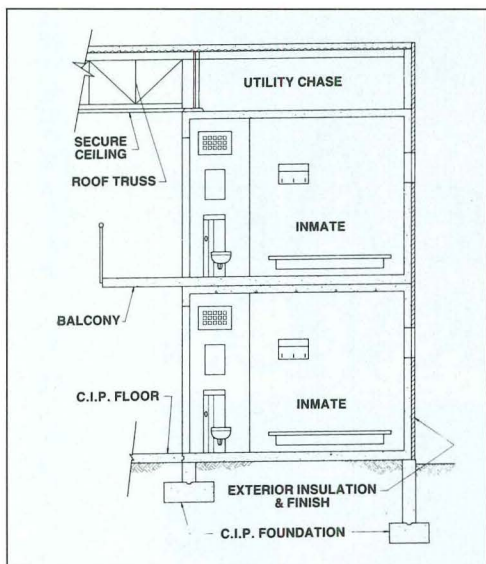 UTILITY CHASE
SECURE
CEILING
ROOF TRUSS
INMATE
BALCONY
C.I.P. FLOOR
INMATE
EXTERIOR INSULATION
& FINISH
C.I.P. FOUNDATION